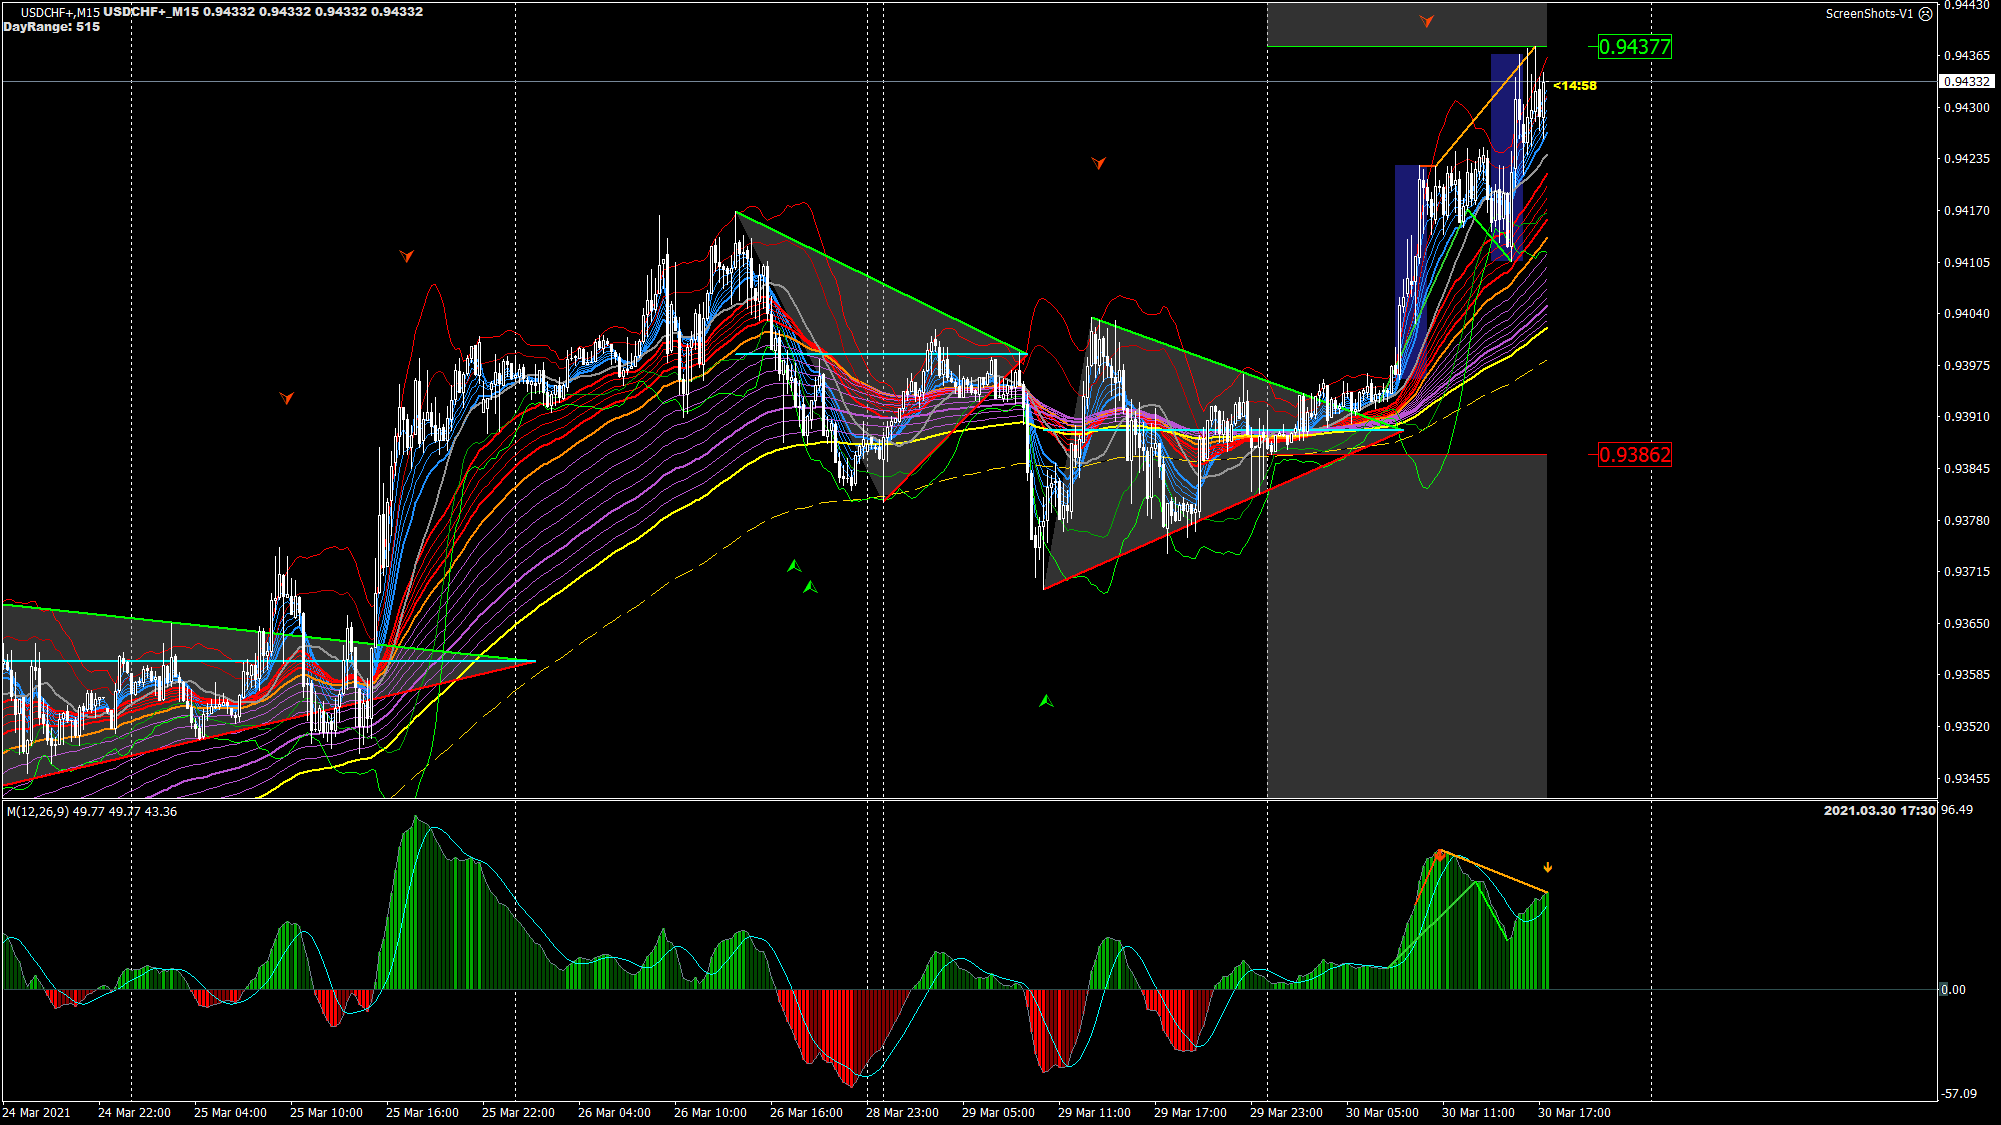 USDCHF+,M15 USDCHF+_M15 0.94332 0.94332 0.94332 0.94332
DayRange: 515
ScreenShots-V1
0.94430
0.94377
0.94365
0.94332
<14:58
0.94300
0.94235
0.94170
0.94105
0.94040
0.93975
0.93910
0.93862
0.93845
0.93780
0.93715
0.93650
0.93585
0.93520
0.93455
M(12,26,9) 49.77 49.77 43.36
2021.03.30 17:30
96.49
0.00
-57.09
24 Mar 2021
24 Mar 22:00
25 Mar 04:00
25 Mar 10:00
25 Mar 16:00
25 Mar 22:00
26 Mar 04:00
26 Mar 10:00
26 Mar 16:00
28 Mar 23:00
29 Mar 05:00
29 Mar 11:00
29 Mar 17:00
29 Mar 23:00
30 Mar 05:00
30 Mar 11:00
30 Mar 17:00